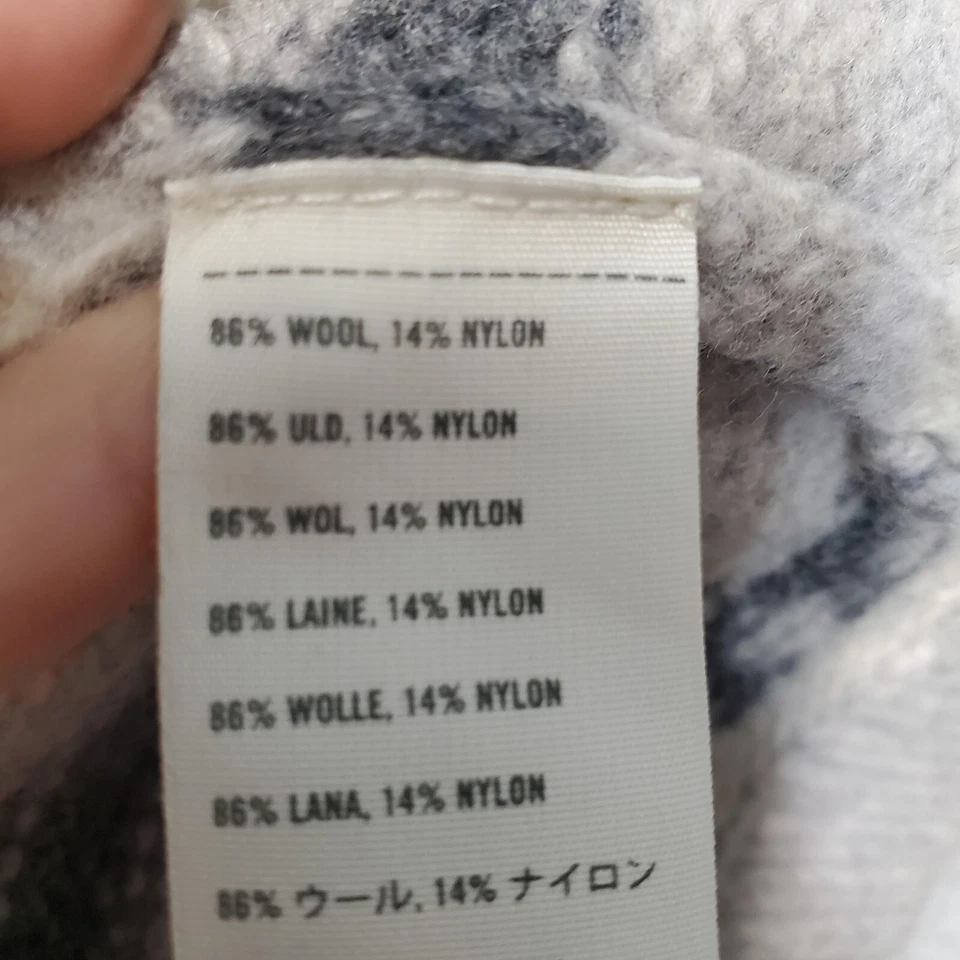 86% WOOL, 14% NYLON
86% ULD, 14% NYLON
86% WOL, 14% NYLON
86% LAINE, 14% NYLON
86% WOLLE, 14% NYLON
86% LANA, 14% NYLON
86% ウール, 14% ナイロン